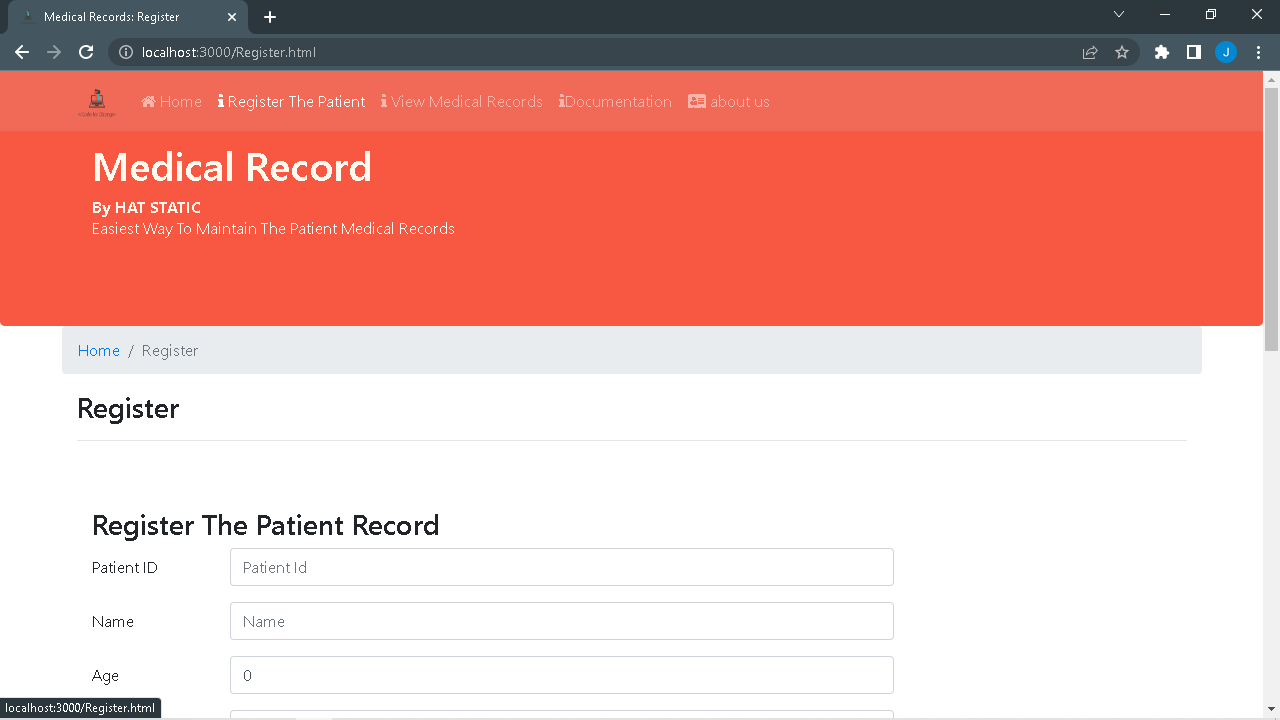 Medical Records: Register
localhost:3000/Register.html
J
Home
Register The Patient
View Medical Records
Documentation
about us
Medical Record
By HAT STATIC
Easiest Way To Maintain The Patient Medical Records
Home / Register
Register
Register The Patient Record
Patient ID
Patient Id
Name
Name
Age
0
localhost:3000/Register.html